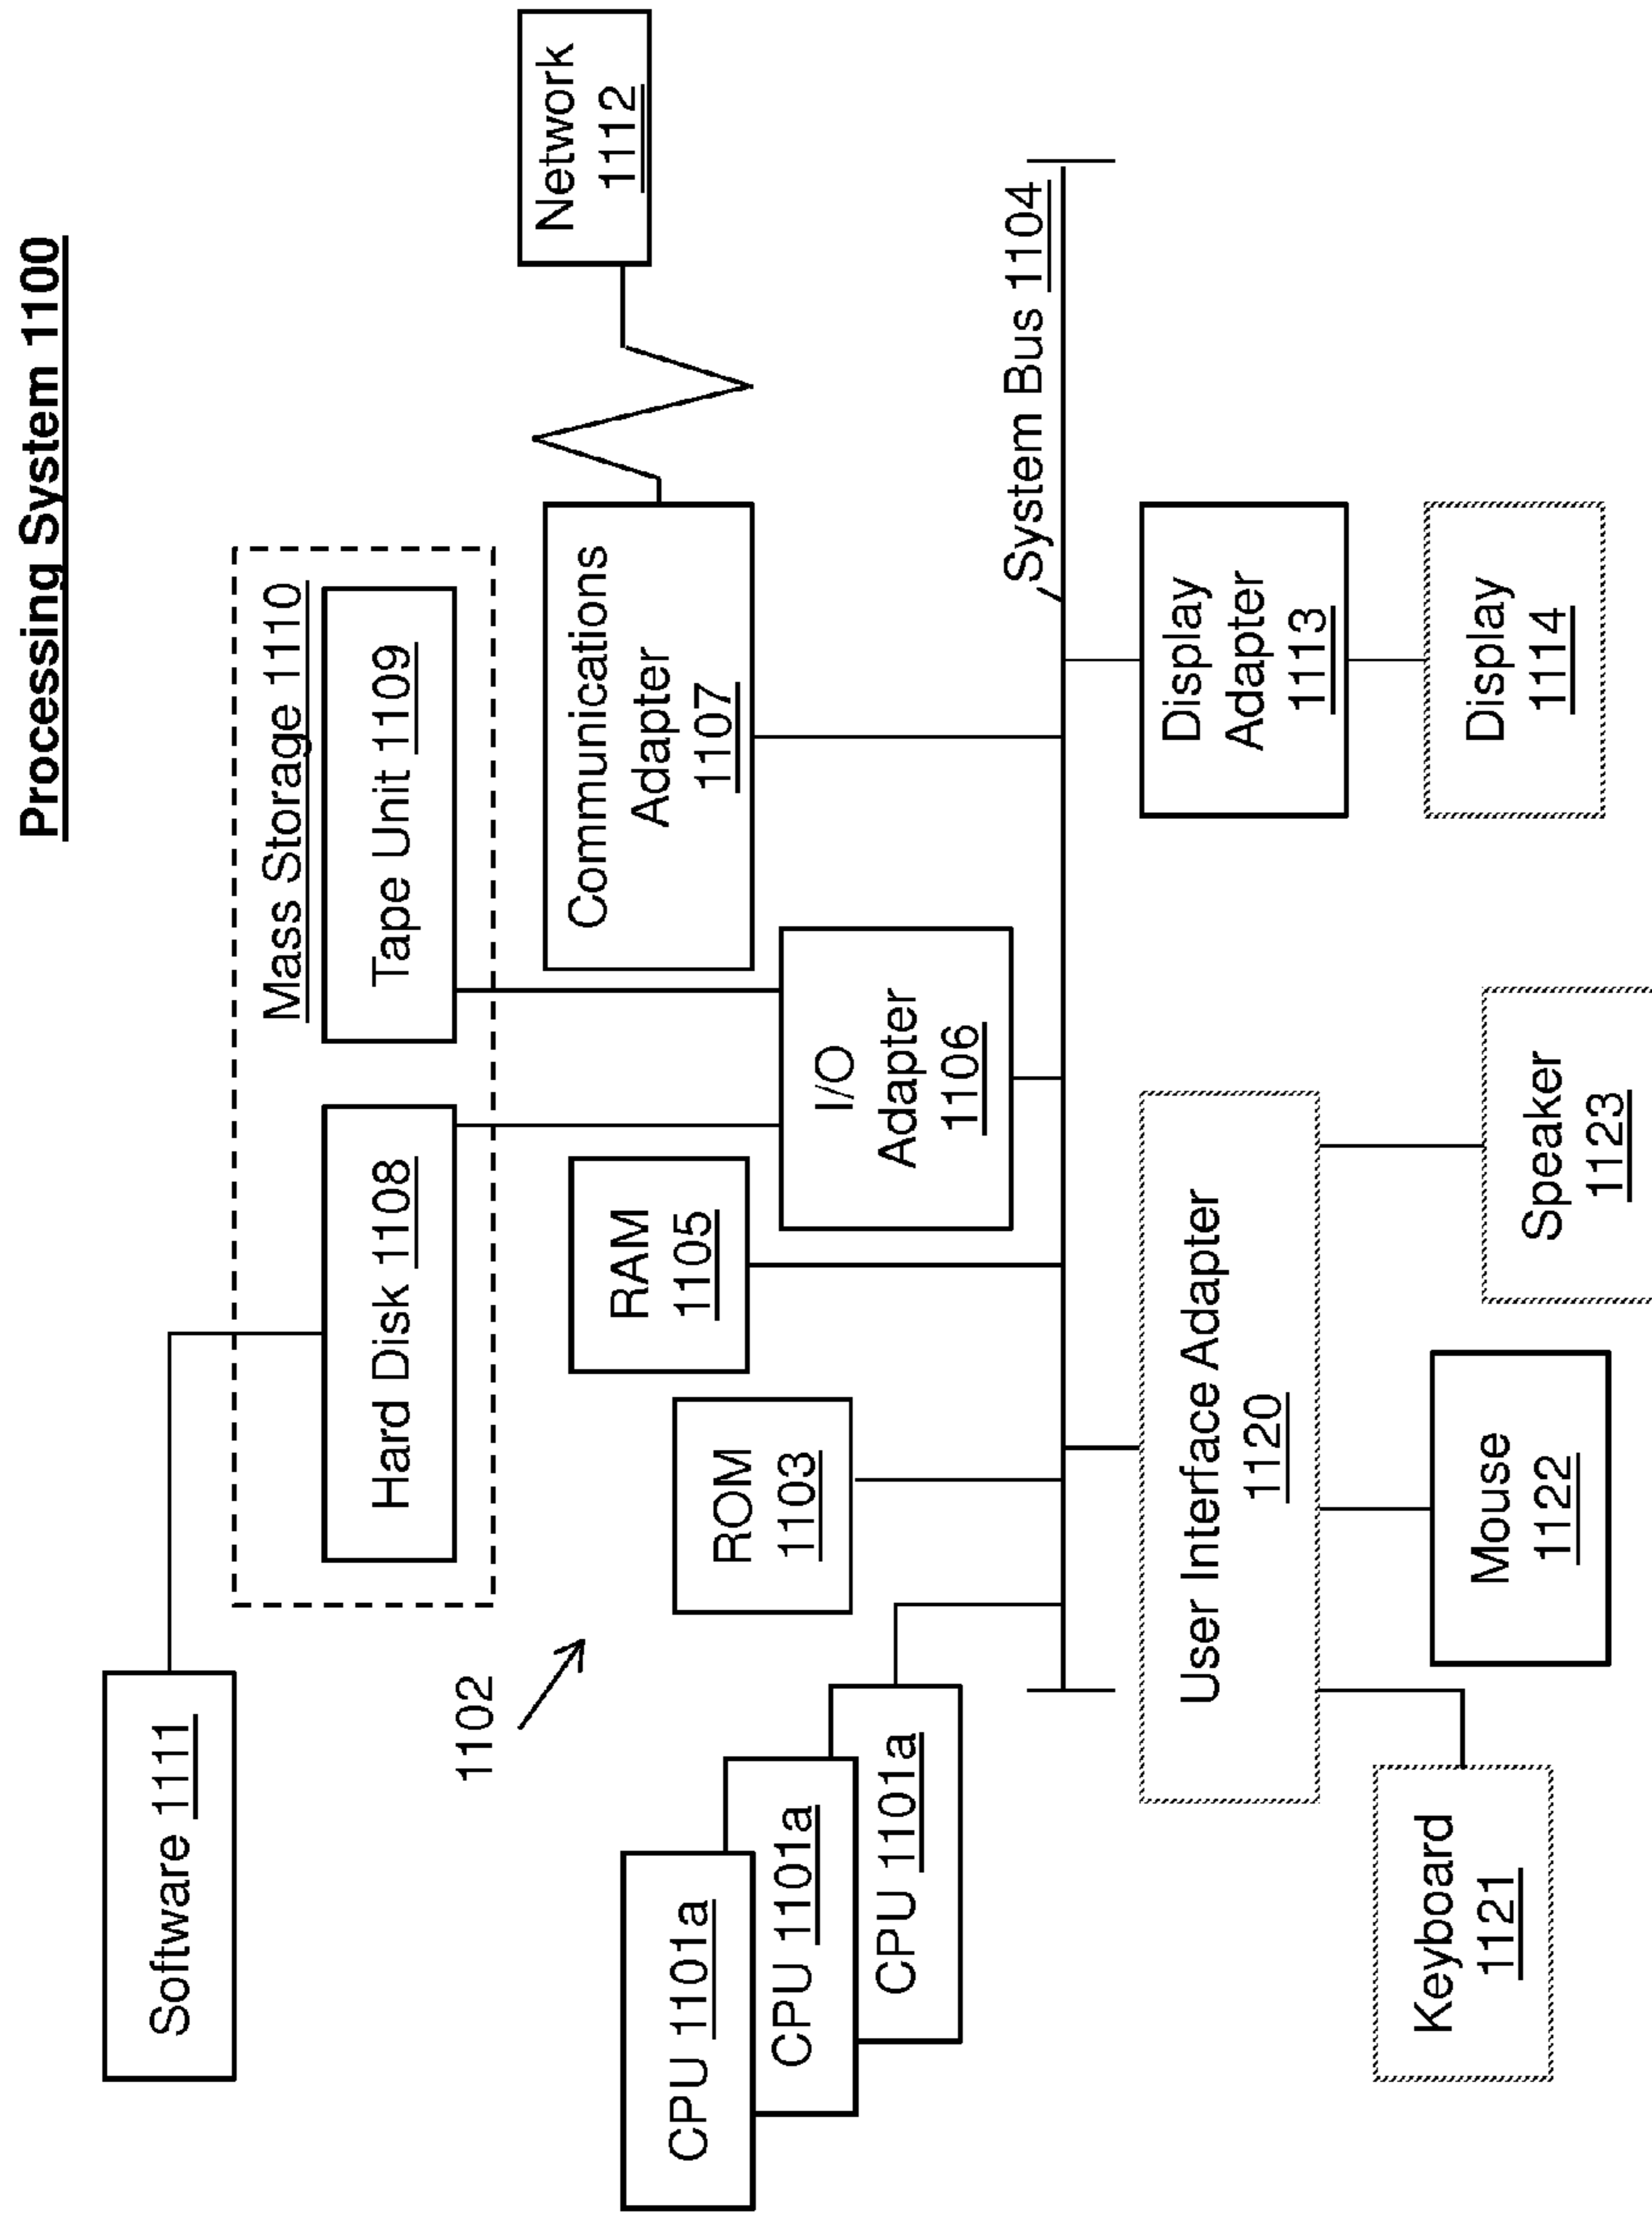 Processing System 1100
Software 1111
Mass Storage 1110
Hard Disk 1108
Tape Unit 1109
1102
Network
1112
CPU 1101a
CPU 1101a
CPU 1101a
ROM
1103
RAM
1105
I/O
Adapter
1106
Communications
Adapter
1107
System Bus 1104
User Interface Adapter
1120
Display
Adapter
1113
Keyboard
1121
Mouse
1122
Speaker
1123
Display
1114